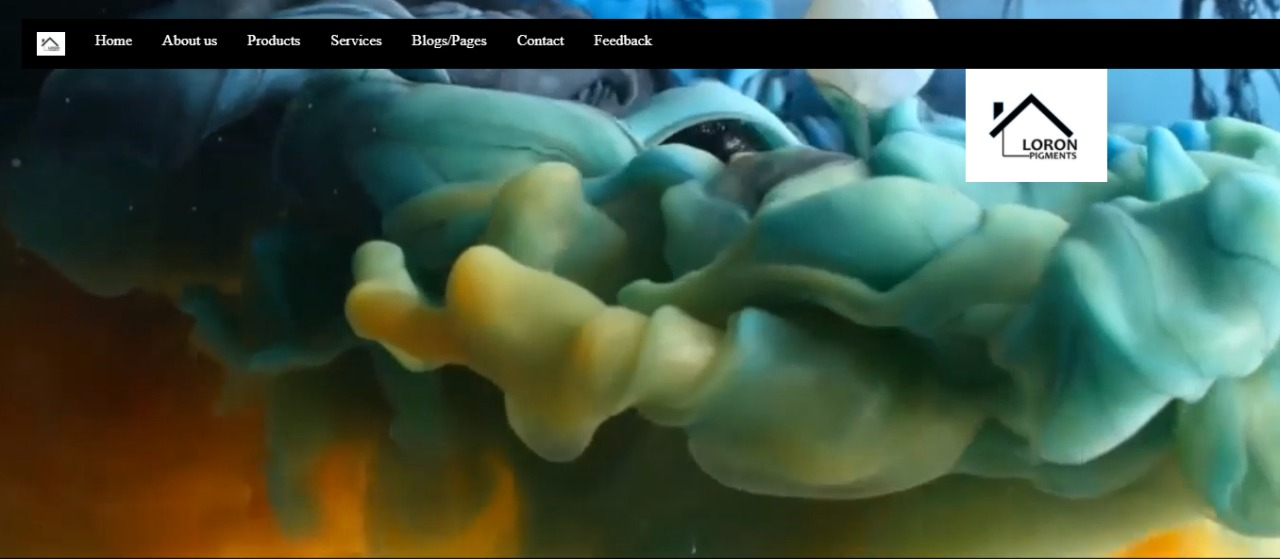 Home About us Products Services Blogs/Pages Contact Feedback
LORON
PIGMENTS